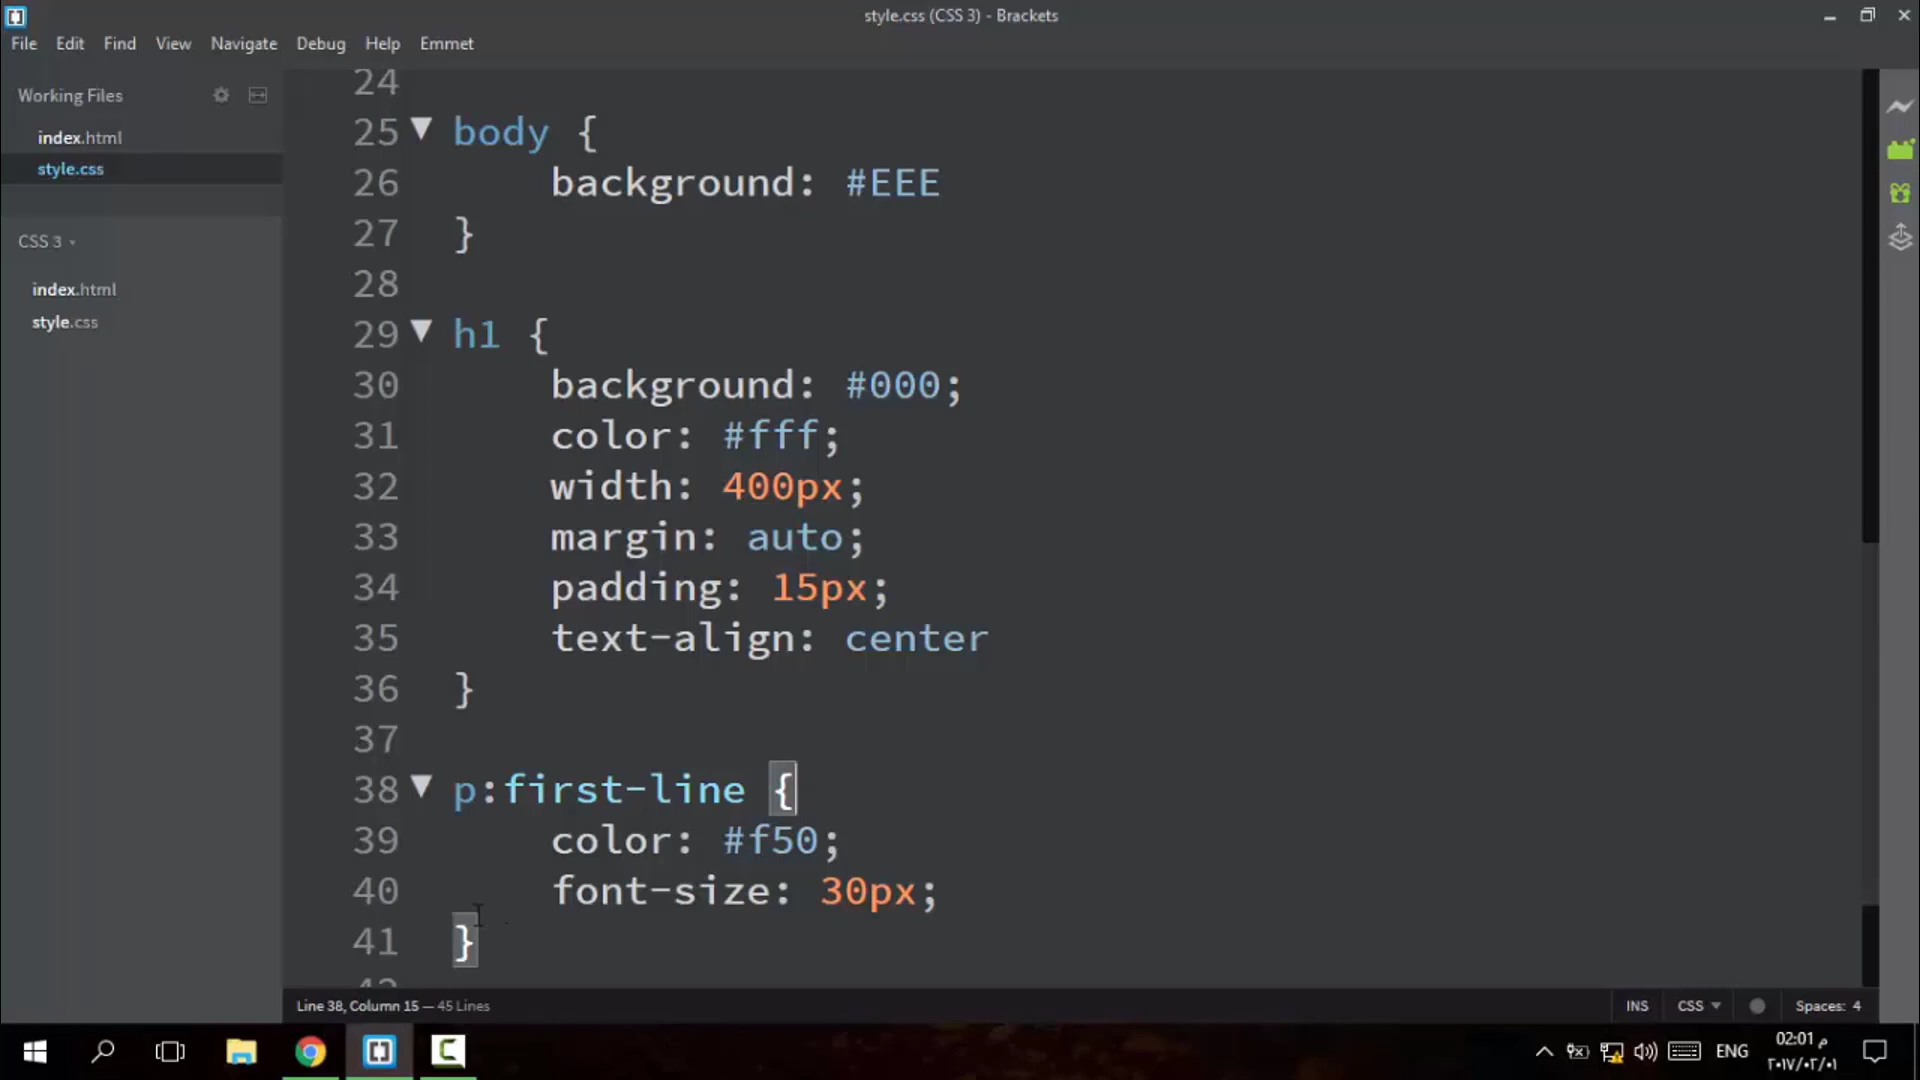 style.css (CSS 3) - Brackets
File Edit Find View Navigate Debug Help Emmet
Working Files
index.html
style.css
CSS 3
index.html
style.css
24
25 body {
26 background: #EEE
27 }
28
29 h1 {
30 background: #000;
31 color: #fff;
32 width: 400px;
33 margin: auto;
34 padding: 15px;
35 text-align: center
36 }
37
38 p:first-line {
39 color: #f50;
40 font-size: 30px;
41 }
Line 38, Column 15 — 45 Lines
INS CSS Spaces: 4
ENG
02:01 م
٢٠١٧/٠٢/٠١